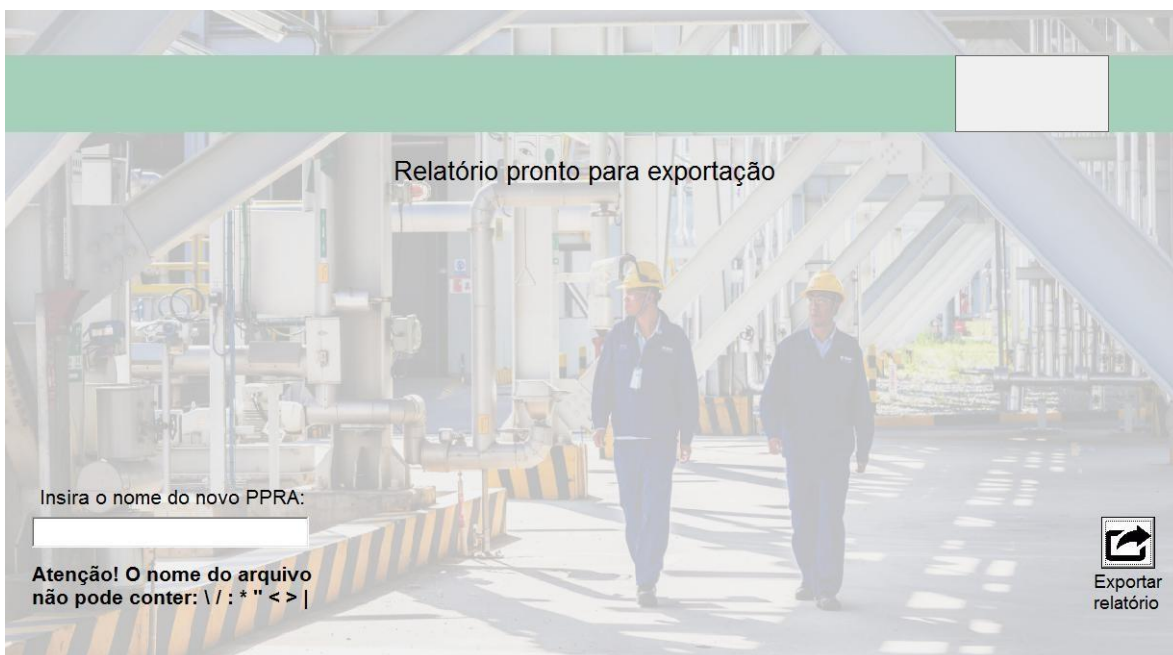 Relatório pronto para exportação
Insira o nome do novo PPRA:
Atenção! O nome do arquivo
não pode conter: \ / : * " < > |
Exportar
relatório